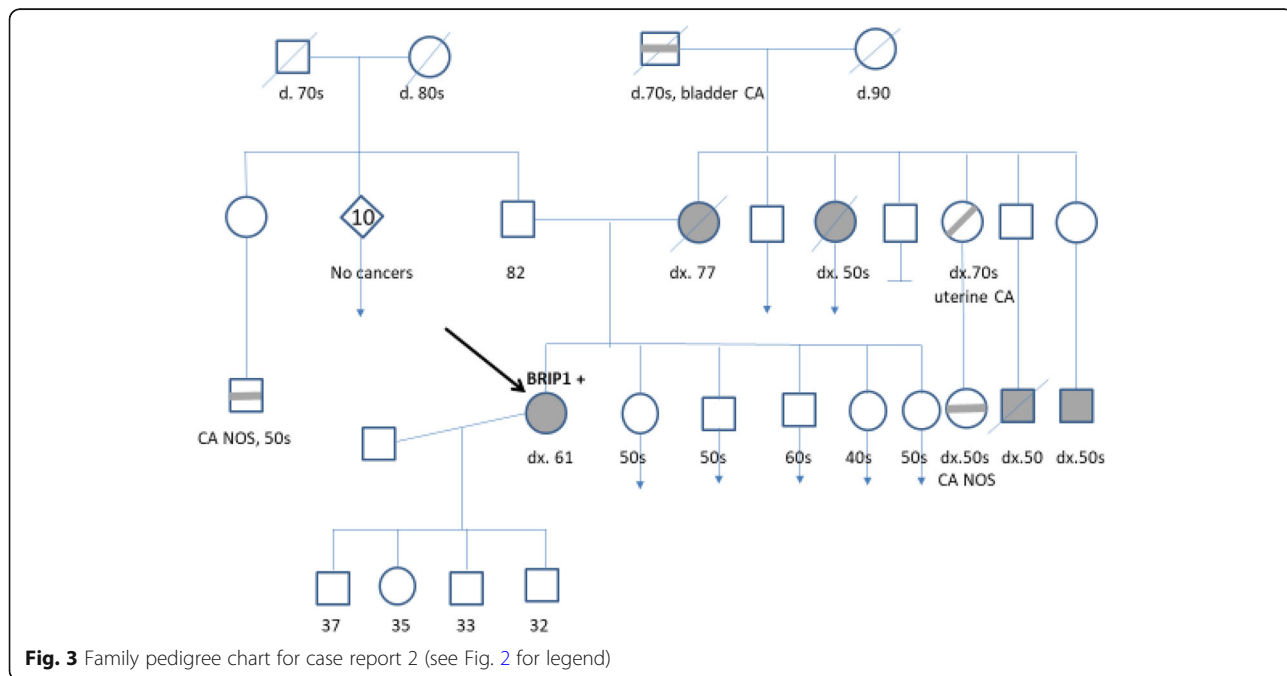 d. 70s d. 80s d.70s, bladder CA d.90
10
No cancers 82 dx. 77 dx. 50s dx.70s
uterine CA
BRIP1 +
CA NOS, 50s dx. 61 50s 50s 60s 40s 50s dx.50s dx.50 dx.50s
CA NOS
37 35 33 32
Fig. 3 Family pedigree chart for case report 2 (see Fig. 2 for legend)